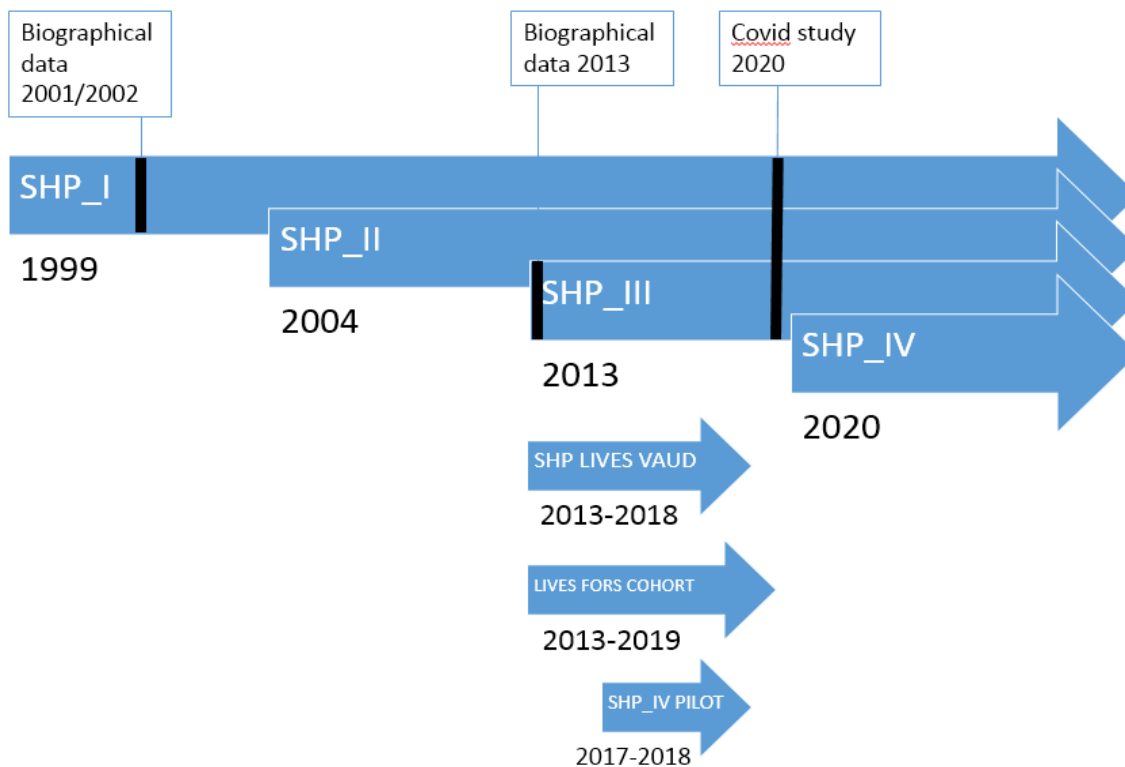 Biographical
data
2001/2002
Biographical
data 2013
Covid study
2020
SHP_I
1999
SHP_II
2004
SHP_III
2013
SHP_IV
2020
SHP LIVES VAUD
2013-2018
LIVES FORS COHORT
2013-2019
SHP_IV PILOT
2017-2018